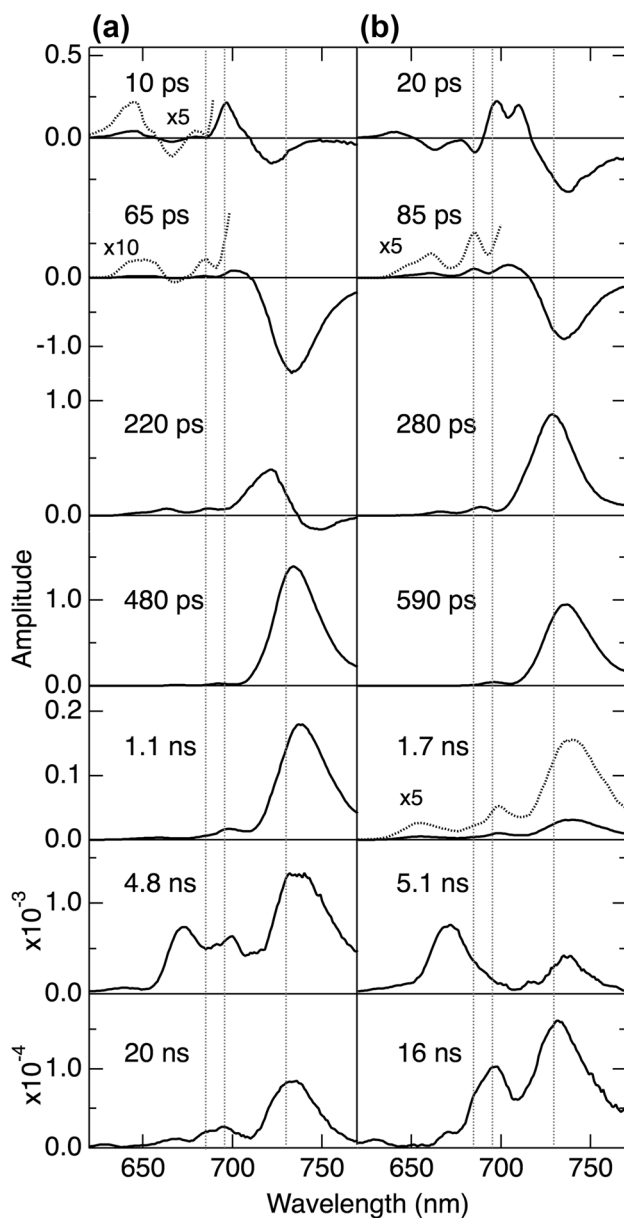 (a) (b)
0.5
10 ps 20 ps
x5
0.0
65 ps 85 ps
x10 x5
0.0
-1.0
1.0
220 ps 280 ps
0.0
Amplitude
480 ps 590 ps
1.0
0.0
0.2
1.1 ns 1.7 ns
0.1
x5
0.0
x10-3
4.8 ns 5.1 ns
1.0
0.0
x10-4
20 ns 16 ns
1.0
0.0
650 700 750 650 700 750
Wavelength (nm) Wavelength (nm)